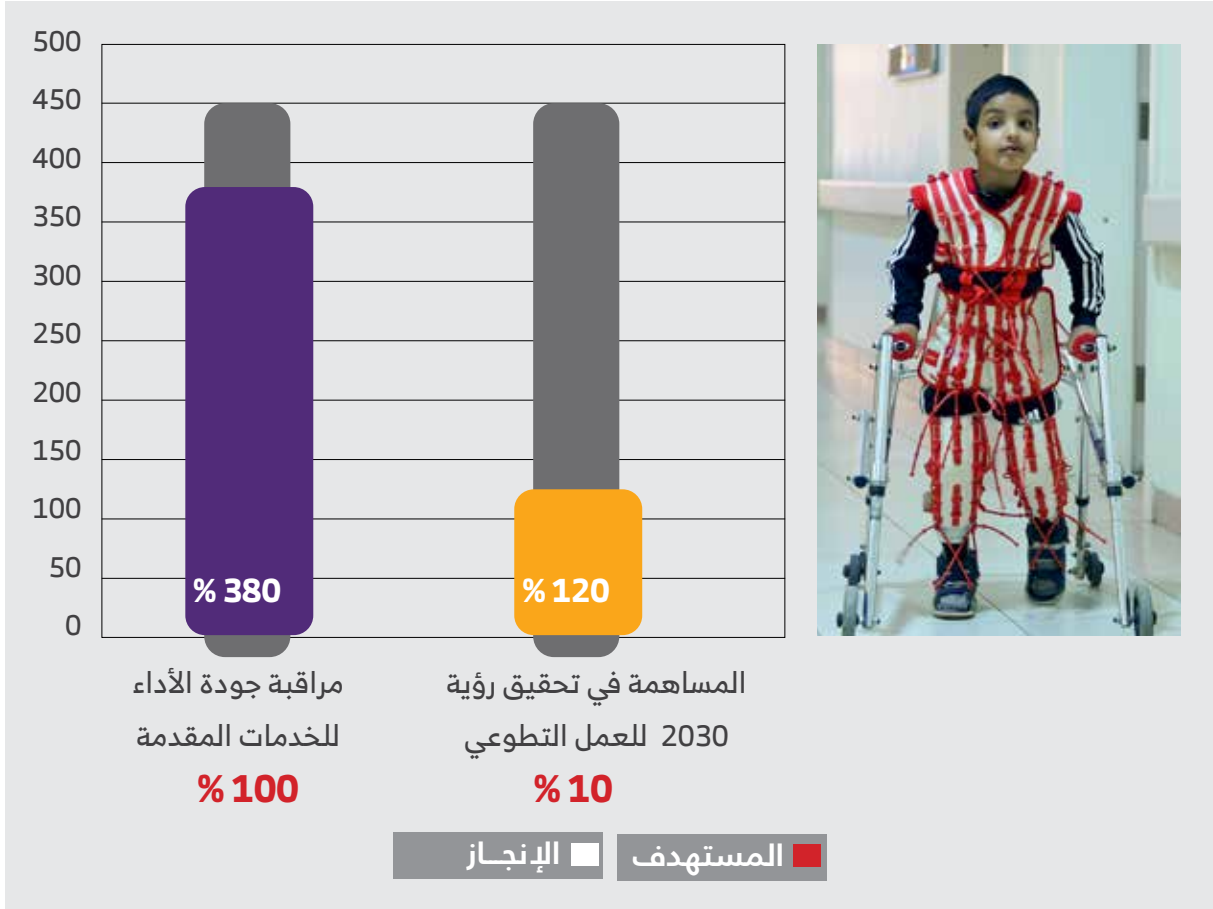 500
450
400
350
300
250
200
150
100
50
0
% 380
% 120
مراقبة جودة الأداء
للخدمات المقدمة
% 100
المساهمة في تحقيق رؤية
2030 للعمل التطوعي
% 10
المستهدف
الإنجــاز